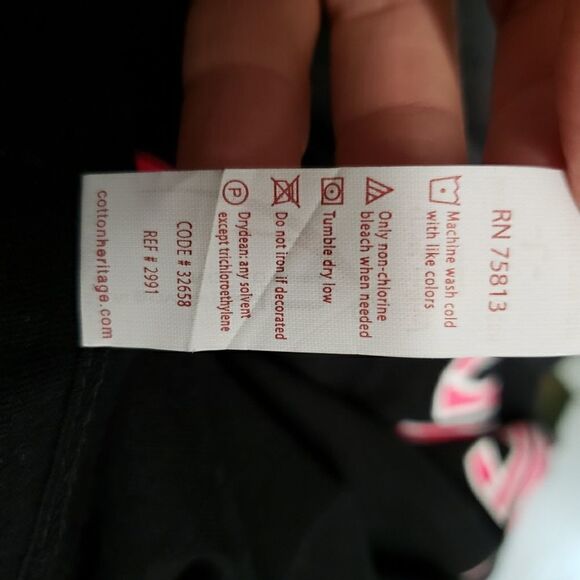 RN 75813
Machine wash cold
with like colors
Only non-chlorine
bleach when needed
Tumble dry low
Do not iron if decorated
P
Dryclean: any solvent
except trichloroethylene
CODE # 32658
REF # 2991
cottonheritage.com